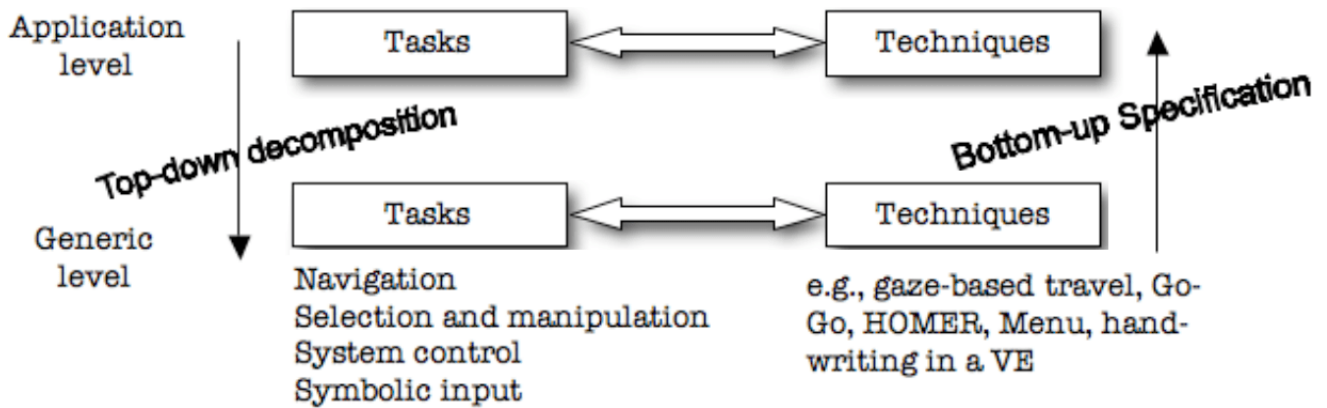 Application
level
Tasks
Techniques
Top-down decomposition
Bottom-up Specification
Generic
level
Tasks
Techniques
Navigation
Selection and manipulation
System control
Symbolic input
e.g., gaze-based travel, Go-
Go, HOMER, Menu, hand-
writing in a VE